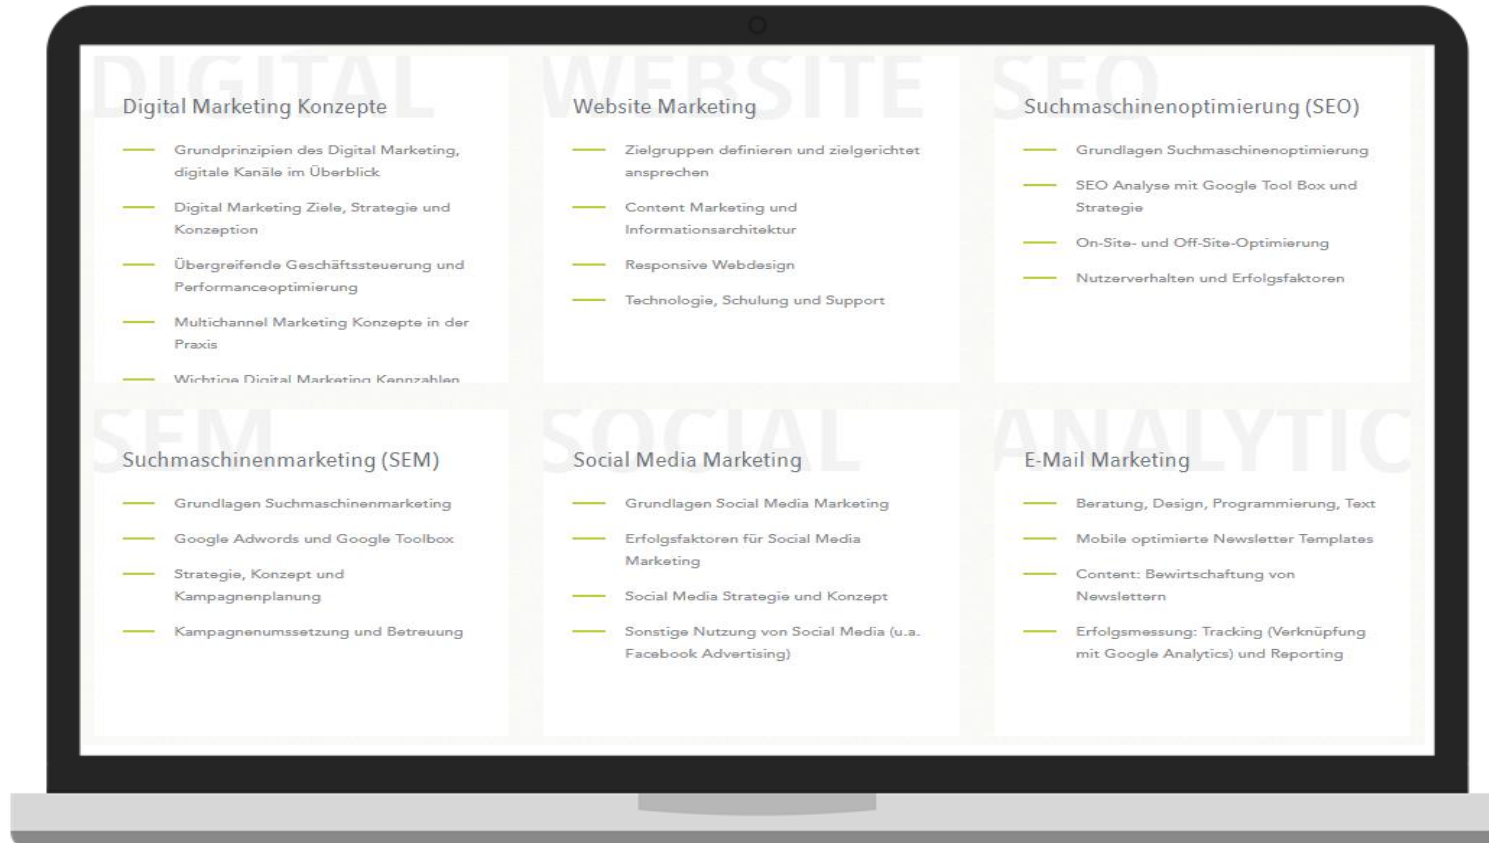 DIGITAL
Digital Marketing Konzepte
Grundprinzipien des Digital Marketing,
digitale Kanäle im Überblick
Digital Marketing Ziele, Strategie und
Konzeption
Übergreifende Geschäftssteuerung und
Performanceoptimierung
Multichannel Marketing Konzepte in der
Praxis
Wichtige Digital Marketing Kennzahlen
WEBSITE
Website Marketing
Zielgruppen definieren und zielgerichtet
ansprechen
Content Marketing und
Informationsarchitektur
Responsive Webdesign
Technologie, Schulung und Support
SEO
Suchmaschinenoptimierung (SEO)
Grundlagen Suchmaschinenoptimierung
SEO Analyse mit Google Tool Box und
Strategie
On-Site- und Off-Site-Optimierung
Nutzerverhalten und Erfolgsfaktoren
SEM
Suchmaschinenmarketing (SEM)
Grundlagen Suchmaschinenmarketing
Google Adwords und Google Toolbox
Strategie, Konzept und
Kampagnenplanung
Kampagnenumssetzung und Betreuung
SOCIAL
Social Media Marketing
Grundlagen Social Media Marketing
Erfolgsfaktoren für Social Media
Marketing
Social Media Strategie und Konzept
Sonstige Nutzung von Social Media (u.a.
Facebook Advertising)
ANALYTIC
E-Mail Marketing
Beratung, Design, Programmierung, Text
Mobile optimierte Newsletter Templates
Content: Bewirtschaftung von
Newslettern
Erfolgsmessung: Tracking (Verknüpfung
mit Google Analytics) und Reporting